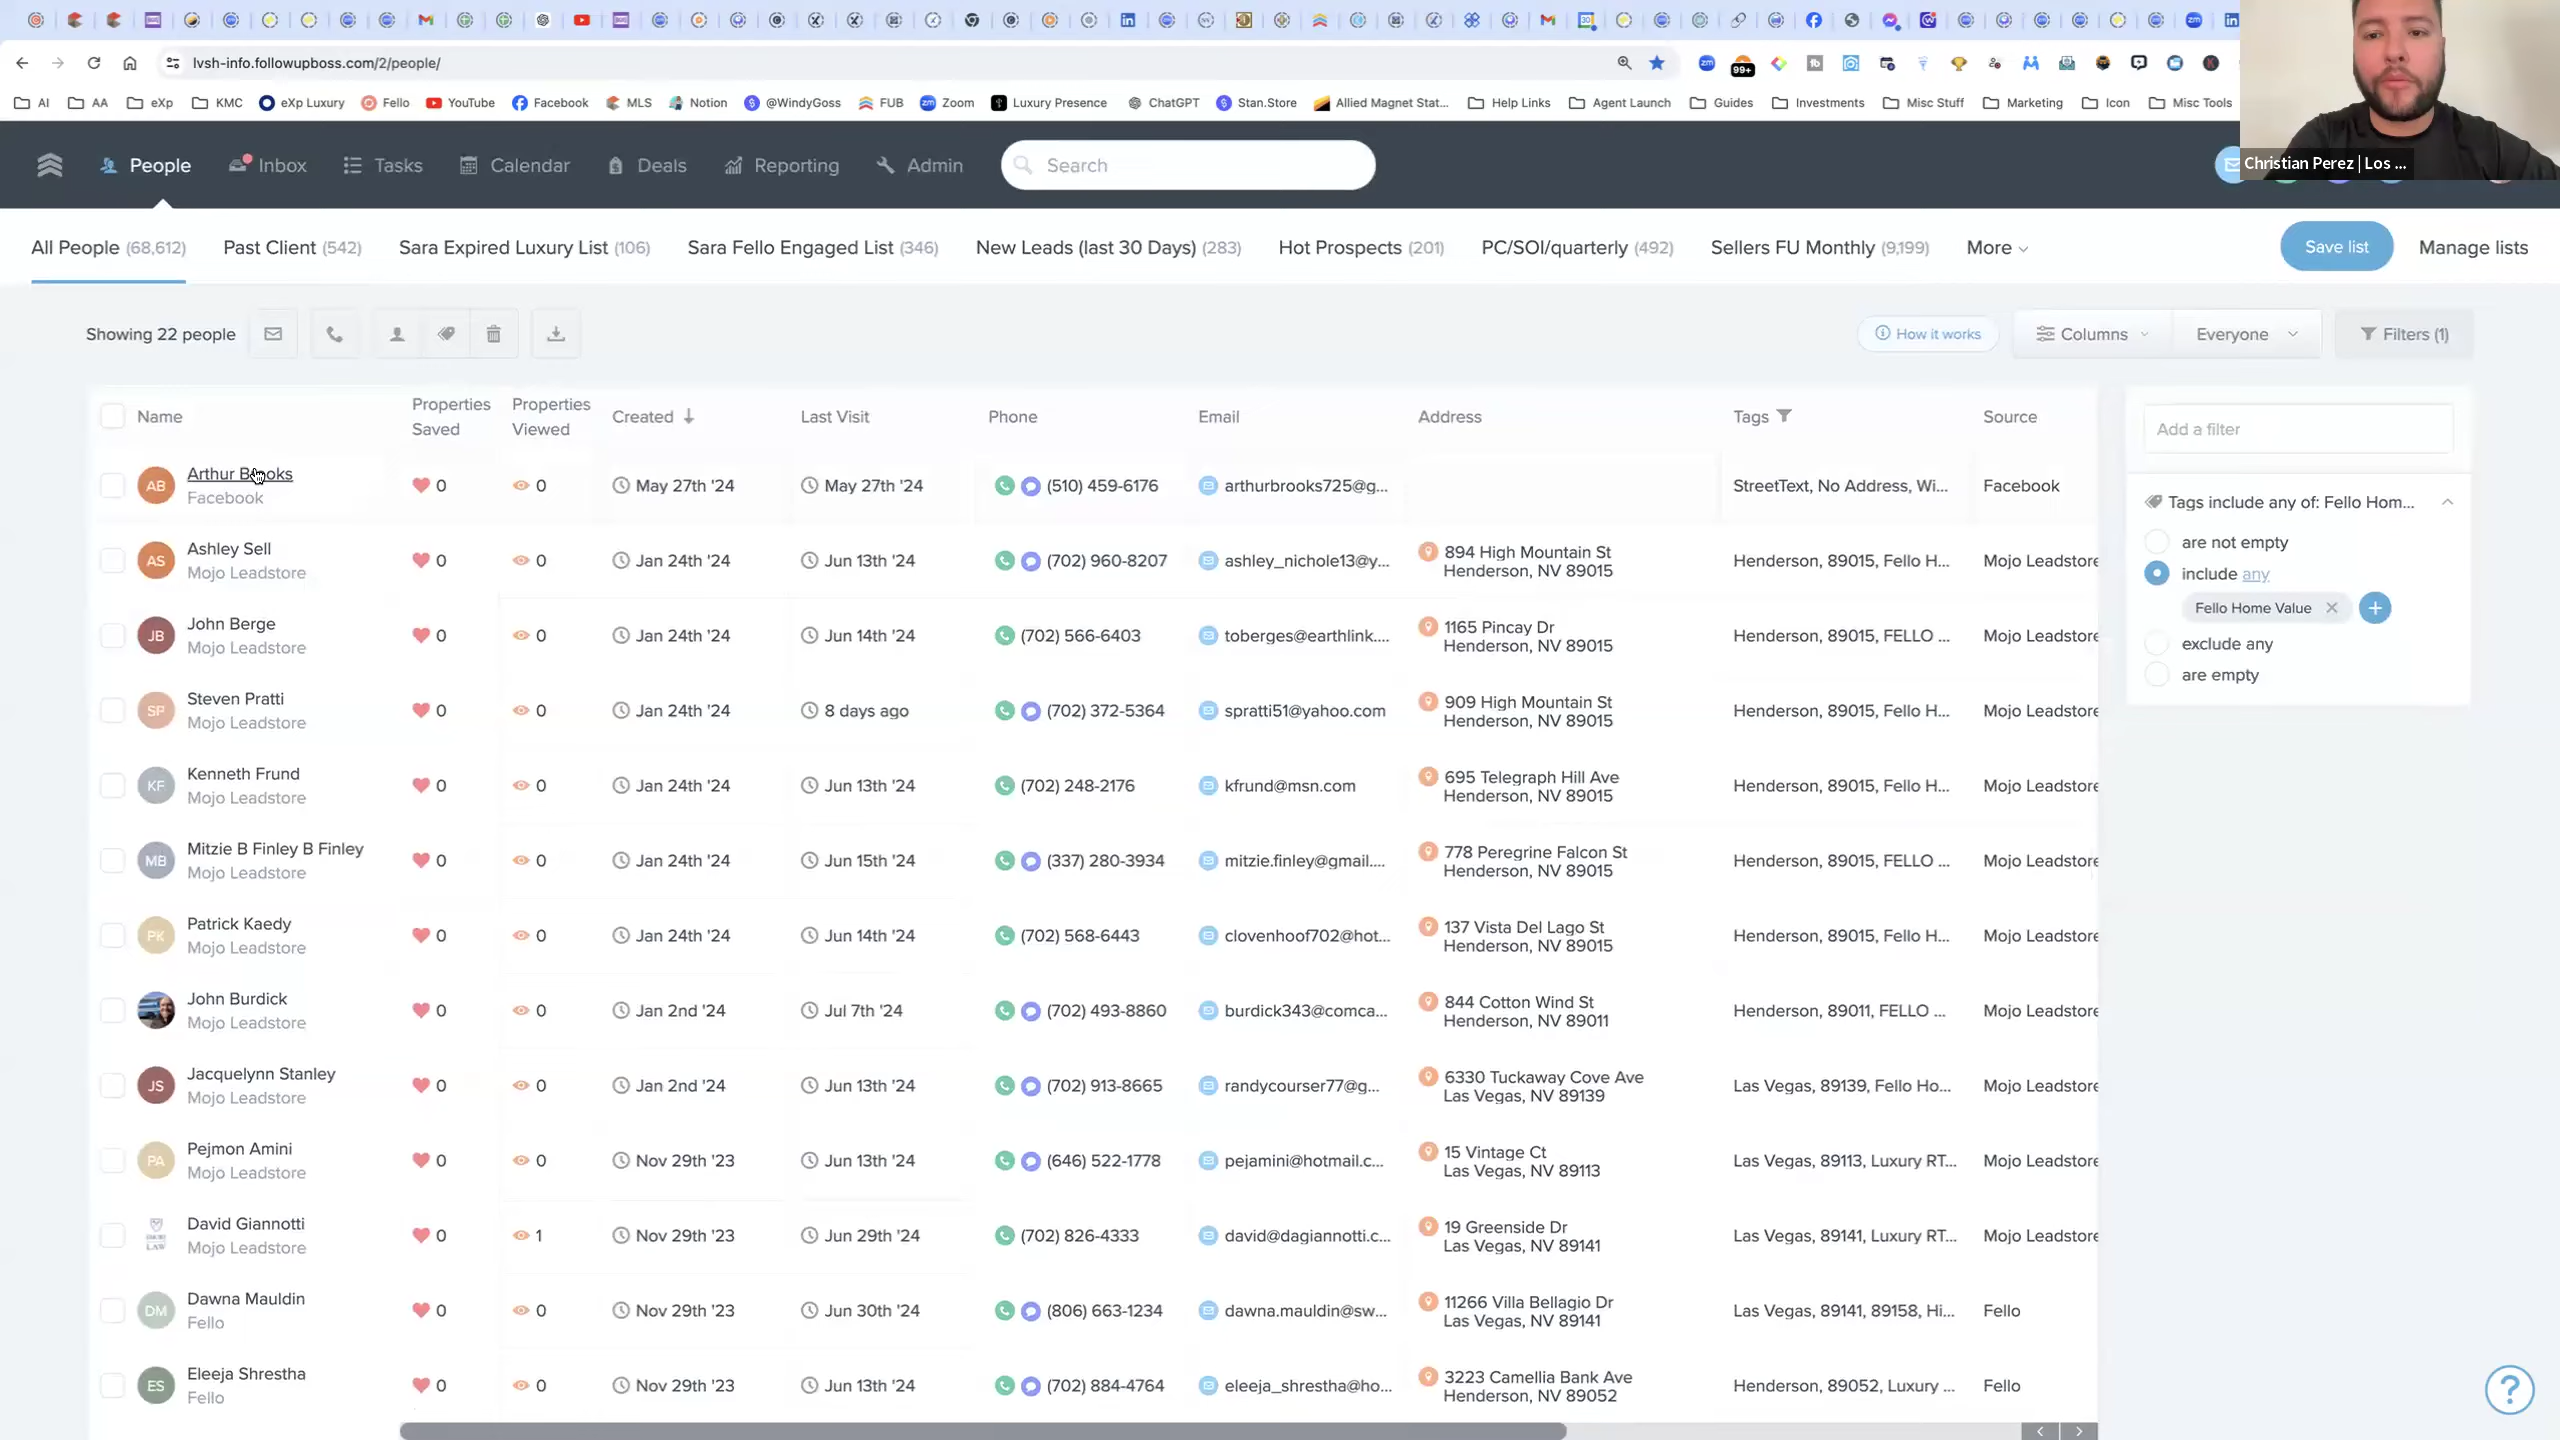 lvsh-info.followupboss.com/2/people/
99+
AI
AA
eXp
KMC
eXp Luxury
Fello
YouTube
Facebook
MLS
Notion
@WindyGoss
FUB
Zoom
Luxury Presence
ChatGPT
Stan.Store
Allied Magnet Stat...
Help Links
Agent Launch
Guides
Investments
Misc Stuff
Marketing
Icon
Misc Tools
Christian Perez | Los ...
People
Inbox
Tasks
Calendar
Deals
Reporting
Admin
Search
All People (68,612)
Past Client (542)
Sara Expired Luxury List (106)
Sara Fello Engaged List (346)
New Leads (last 30 Days) (283)
Hot Prospects (201)
PC/SOI/quarterly (492)
Sellers FU Monthly (9,199)
More
Save list
Manage lists
Showing 22 people
How it works
Columns
Everyone
Filters (1)
Name
Properties Saved
Properties Viewed
Created
Last Visit
Phone
Email
Address
Tags
Source
AB
Arthur Brooks
Facebook
0
0
May 27th '24
May 27th '24
(510) 459-6176
arthurbrooks725@g...
StreetText, No Address, Wi...
Facebook
AS
Ashley Sell
Mojo Leadstore
0
0
Jan 24th '24
Jun 13th '24
(702) 960-8207
ashley_nichole13@y...
894 High Mountain St
Henderson, NV 89015
Henderson, 89015, Fello H...
Mojo Leadstore
JB
John Berge
Mojo Leadstore
0
0
Jan 24th '24
Jun 14th '24
(702) 566-6403
toberges@earthlink....
1165 Pincay Dr
Henderson, NV 89015
Henderson, 89015, FELLO ...
Mojo Leadstore
SP
Steven Pratti
Mojo Leadstore
0
0
Jan 24th '24
8 days ago
(702) 372-5364
spratti51@yahoo.com
909 High Mountain St
Henderson, NV 89015
Henderson, 89015, Fello H...
Mojo Leadstore
KF
Kenneth Frund
Mojo Leadstore
0
0
Jan 24th '24
Jun 13th '24
(702) 248-2176
kfrund@msn.com
695 Telegraph Hill Ave
Henderson, NV 89015
Henderson, 89015, Fello H...
Mojo Leadstore
MB
Mitzie B Finley B Finley
Mojo Leadstore
0
0
Jan 24th '24
Jun 15th '24
(337) 280-3934
mitzie.finley@gmail....
778 Peregrine Falcon St
Henderson, NV 89015
Henderson, 89015, FELLO ...
Mojo Leadstore
PK
Patrick Kaedy
Mojo Leadstore
0
0
Jan 24th '24
Jun 14th '24
(702) 568-6443
clovenhoof702@hot...
137 Vista Del Lago St
Henderson, NV 89015
Henderson, 89015, Fello H...
Mojo Leadstore
John Burdick
Mojo Leadstore
0
0
Jan 2nd '24
Jul 7th '24
(702) 493-8860
burdick343@comca...
844 Cotton Wind St
Henderson, NV 89011
Henderson, 89011, FELLO ...
Mojo Leadstore
JS
Jacquelynn Stanley
Mojo Leadstore
0
0
Jan 2nd '24
Jun 13th '24
(702) 913-8665
randycourser77@g...
6330 Tuckaway Cove Ave
Las Vegas, NV 89139
Las Vegas, 89139, Fello Ho...
Mojo Leadstore
PA
Pejmon Amini
Mojo Leadstore
0
0
Nov 29th '23
Jun 13th '24
(646) 522-1778
pejamini@hotmail.c...
15 Vintage Ct
Las Vegas, NV 89113
Las Vegas, 89113, Luxury RT...
Mojo Leadstore
David Giannotti
Mojo Leadstore
0
1
Nov 29th '23
Jun 29th '24
(702) 826-4333
david@dagiannotti.c...
19 Greenside Dr
Las Vegas, NV 89141
Las Vegas, 89141, Luxury RT...
Mojo Leadstore
DM
Dawna Mauldin
Fello
0
0
Nov 29th '23
Jun 30th '24
(806) 663-1234
dawna.mauldin@sw...
11266 Villa Bellagio Dr
Las Vegas, NV 89141
Las Vegas, 89141, 89158, Hi...
Fello
ES
Eleeja Shrestha
Fello
0
0
Nov 29th '23
Jun 13th '24
(702) 884-4764
eleeja_shrestha@ho...
3223 Camellia Bank Ave
Henderson, NV 89052
Henderson, 89052, Luxury ...
Fello
Add a filter
Tags include any of: Fello Hom...
are not empty
include any
Fello Home Value
exclude any
are empty